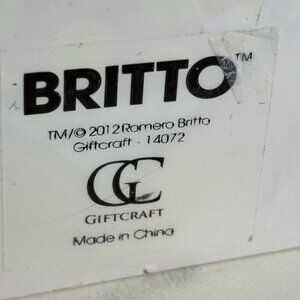 BRITTO™
TM/© 2012 Romero Britto
Giftcraft - 14072
GC
GIFTCRAFT
Made in China